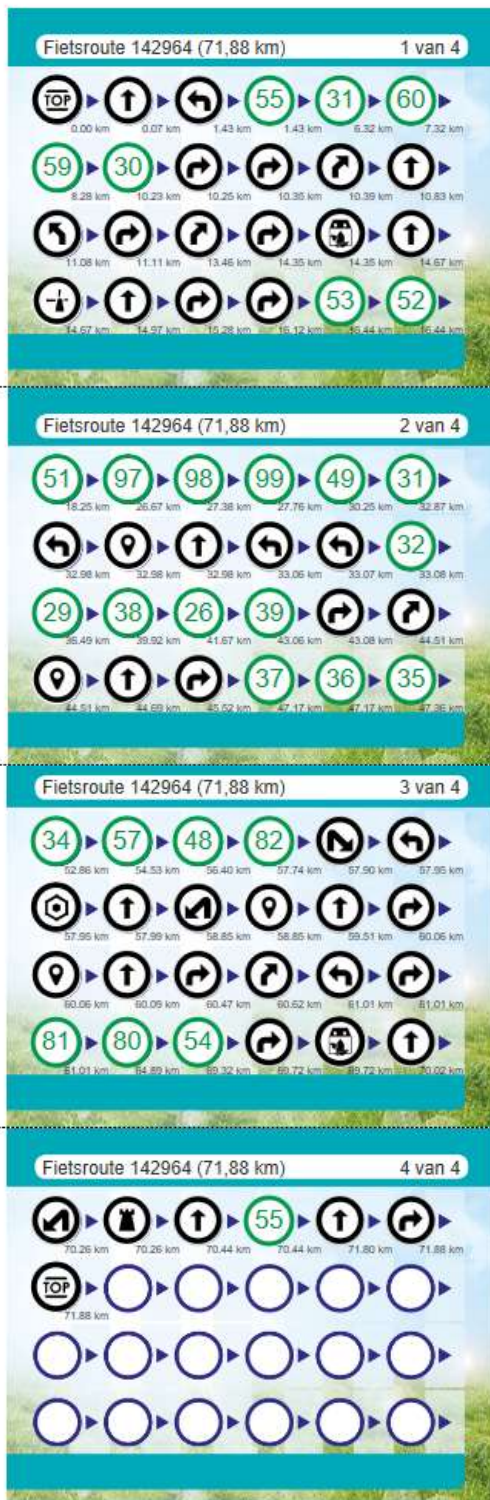 Fietsroute 142964 (71,88 km) 1 van 4
TOP 55 31 60
0.00 km 0.07 km 1.43 km 1.43 km 6.32 km 7.32 km
59 30
8.28 km 10.23 km 10.25 km 10.35 km 10.39 km 10.83 km
11.08 km 11.11 km 13.46 km 14.35 km 14.35 km 14.67 km
53 52
14.67 km 14.97 km 15.28 km 16.12 km 16.44 km 16.44 km
Fietsroute 142964 (71,88 km) 2 van 4
51 97 98 99 49 31
18.25 km 26.67 km 27.38 km 27.76 km 30.25 km 32.87 km
32
32.98 km 32.98 km 32.98 km 33.06 km 33.07 km 33.08 km
29 38 26 39
36.49 km 39.92 km 41.67 km 43.06 km 43.08 km 44.51 km
37 36 35
44.51 km 44.69 km 45.52 km 47.17 km 47.17 km 47.36 km
Fietsroute 142964 (71,88 km) 3 van 4
34 57 48 82
52.86 km 54.53 km 56.40 km 57.74 km 57.90 km 57.95 km
57.95 km 57.99 km 58.85 km 58.85 km 59.51 km 60.06 km
60.06 km 60.09 km 60.47 km 60.62 km 61.01 km 61.01 km
81 80 54
61.01 km 64.89 km 69.32 km 69.72 km 69.72 km 70.02 km
Fietsroute 142964 (71,88 km) 4 van 4
55
70.26 km 70.26 km 70.44 km 70.44 km 71.80 km 71.88 km
TOP
71.88 km